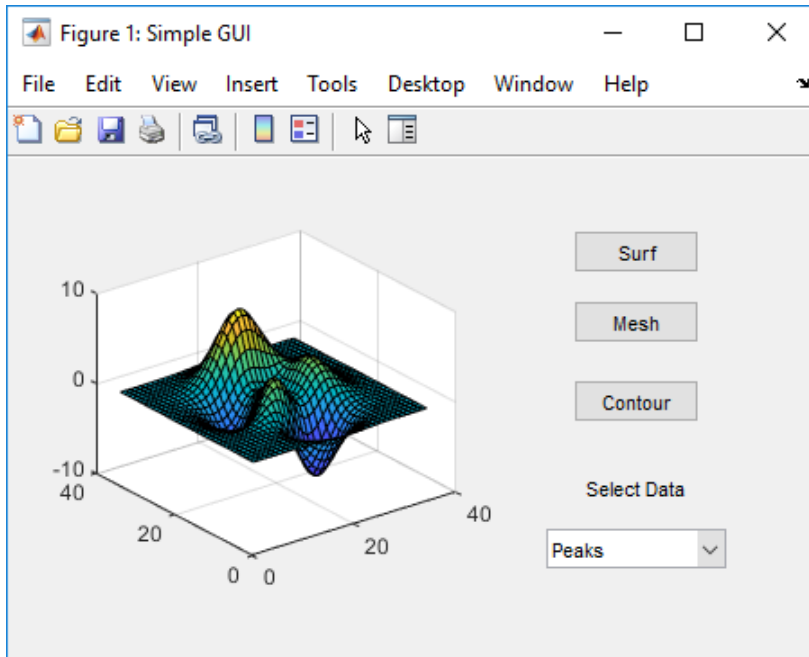 Figure 1: Simple GUI
File Edit View Insert Tools Desktop Window Help
Surf
Mesh
Contour
Select Data
Peaks
10
0
-10
40
20
0
0
20
40